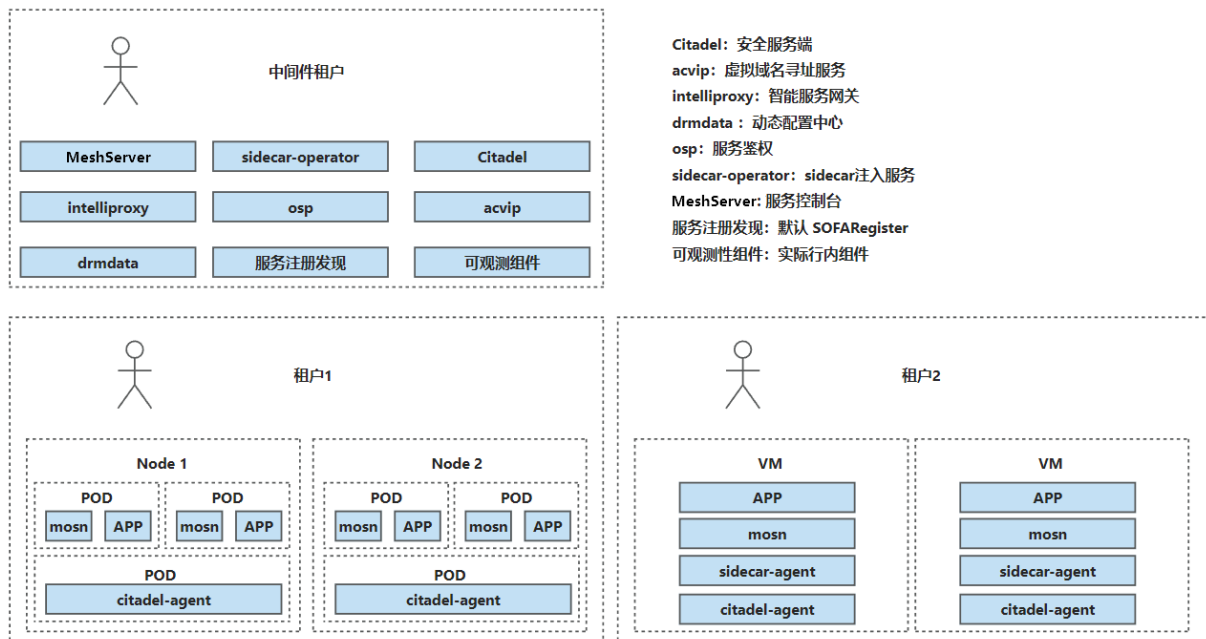 中间件租户
MeshServer
sidecar-operator
Citadel
intelliproxy
osp
acvip
drmdata
服务注册发现
可观测组件
Citadel：安全服务端
acvip：虚拟域名寻址服务
intelliproxy：智能服务网关
drmdata ：动态配置中心
osp：服务鉴权
sidecar-operator：sidecar注入服务
MeshServer: 服务控制台
服务注册发现：默认 SOFARegister
可观测性组件：实际行内组件
租户1
Node 1
POD
mosn
APP
POD
mosn
APP
POD
citadel-agent
Node 2
POD
mosn
APP
POD
mosn
APP
POD
citadel-agent
租户2
VM
APP
mosn
sidecar-agent
citadel-agent
VM
APP
mosn
sidecar-agent
citadel-agent